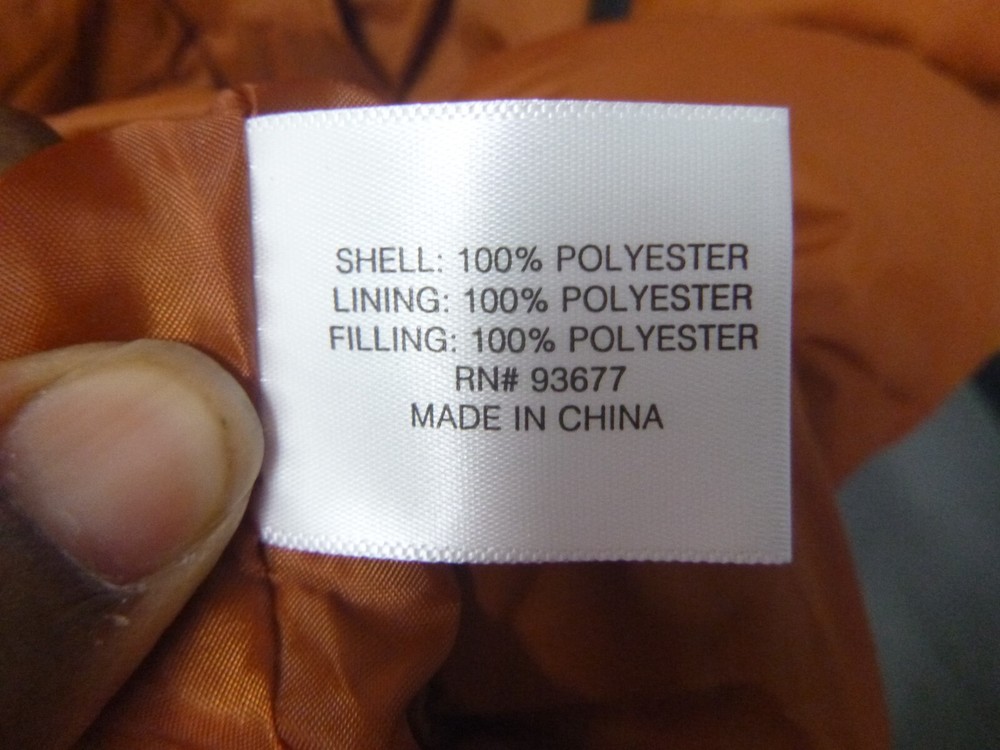 SHELL: 100% POLYESTER
LINING: 100% POLYESTER
FILLING: 100% POLYESTER
RN# 93677
MADE IN CHINA